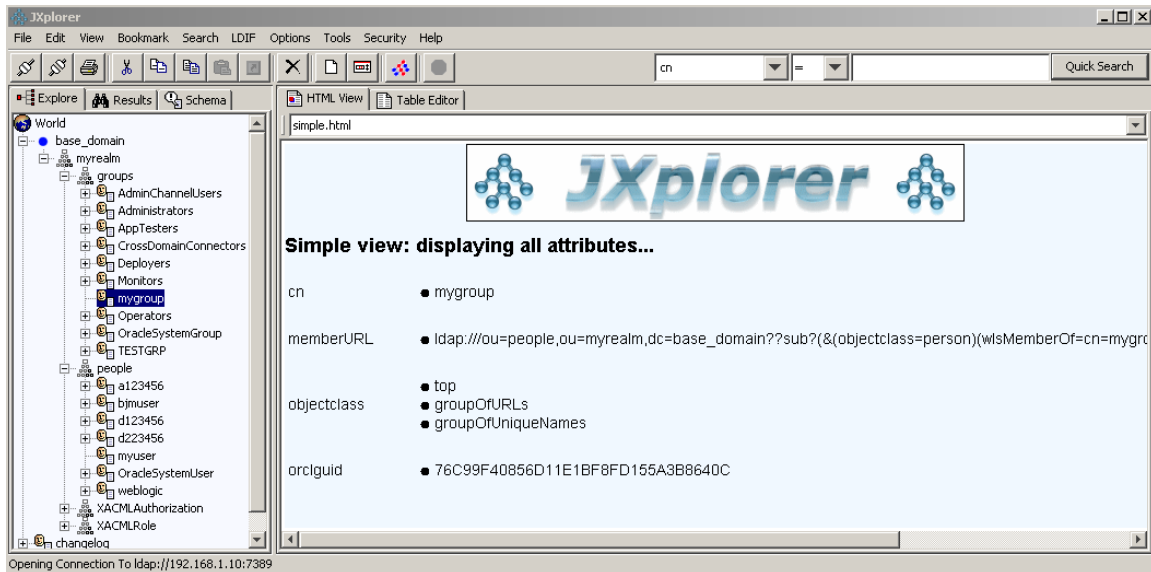 JXplorer
File Edit View Bookmark Search LDIF Options Tools Security Help
cn = Quick Search
Explore Results Schema
HTML View Table Editor
World
base_domain
myrealm
groups
AdminChannelUsers
Administrators
AppTesters
CrossDomainConnectors
Deployers
Monitors
mygroup
Operators
OracleSystemGroup
TESTGRP
people
a123456
bjmuser
d123456
d223456
myuser
OracleSystemUser
weblogic
XACMLAuthorization
XACMLRole
changelog
simple.html
JXplorer
Simple view: displaying all attributes...
cn mygroup
memberURL ldap:///ou=people,ou=myrealm,dc=base_domain??sub?(&(objectclass=person)(wlsMemberOf=cn=mygro
top
objectclass groupOfURLs
groupOfUniqueNames
orclguid 76C99F40856D11E1BF8FD155A3B8640C
Opening Connection To ldap://192.168.1.10:7389